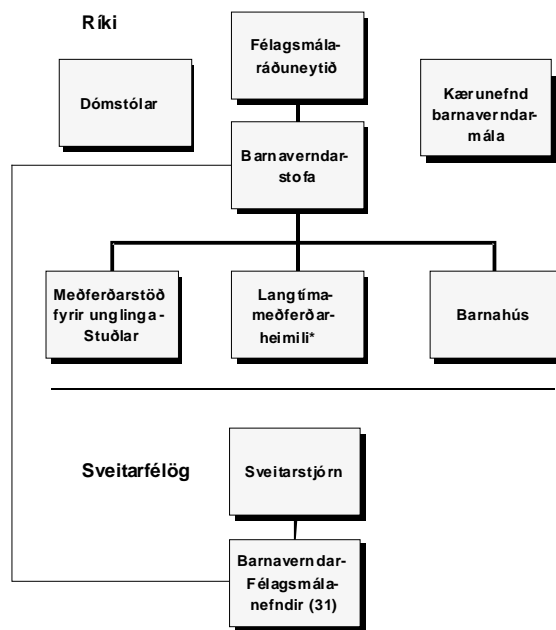 Ríki
Félagsmála-
ráðuneytið
Dómstólar
Kærunefnd
barnaverndar-
mála
Barnaverndar-
stofa
Meðferðarstöð
fyrir unglinga-
Stuðlar
Langtíma-
meðferðar-
heimili*
Barnahús
Sveitarfélög
Sveitarstjórn
Barnaverndar-
Félagsmála-
nefndir (31)